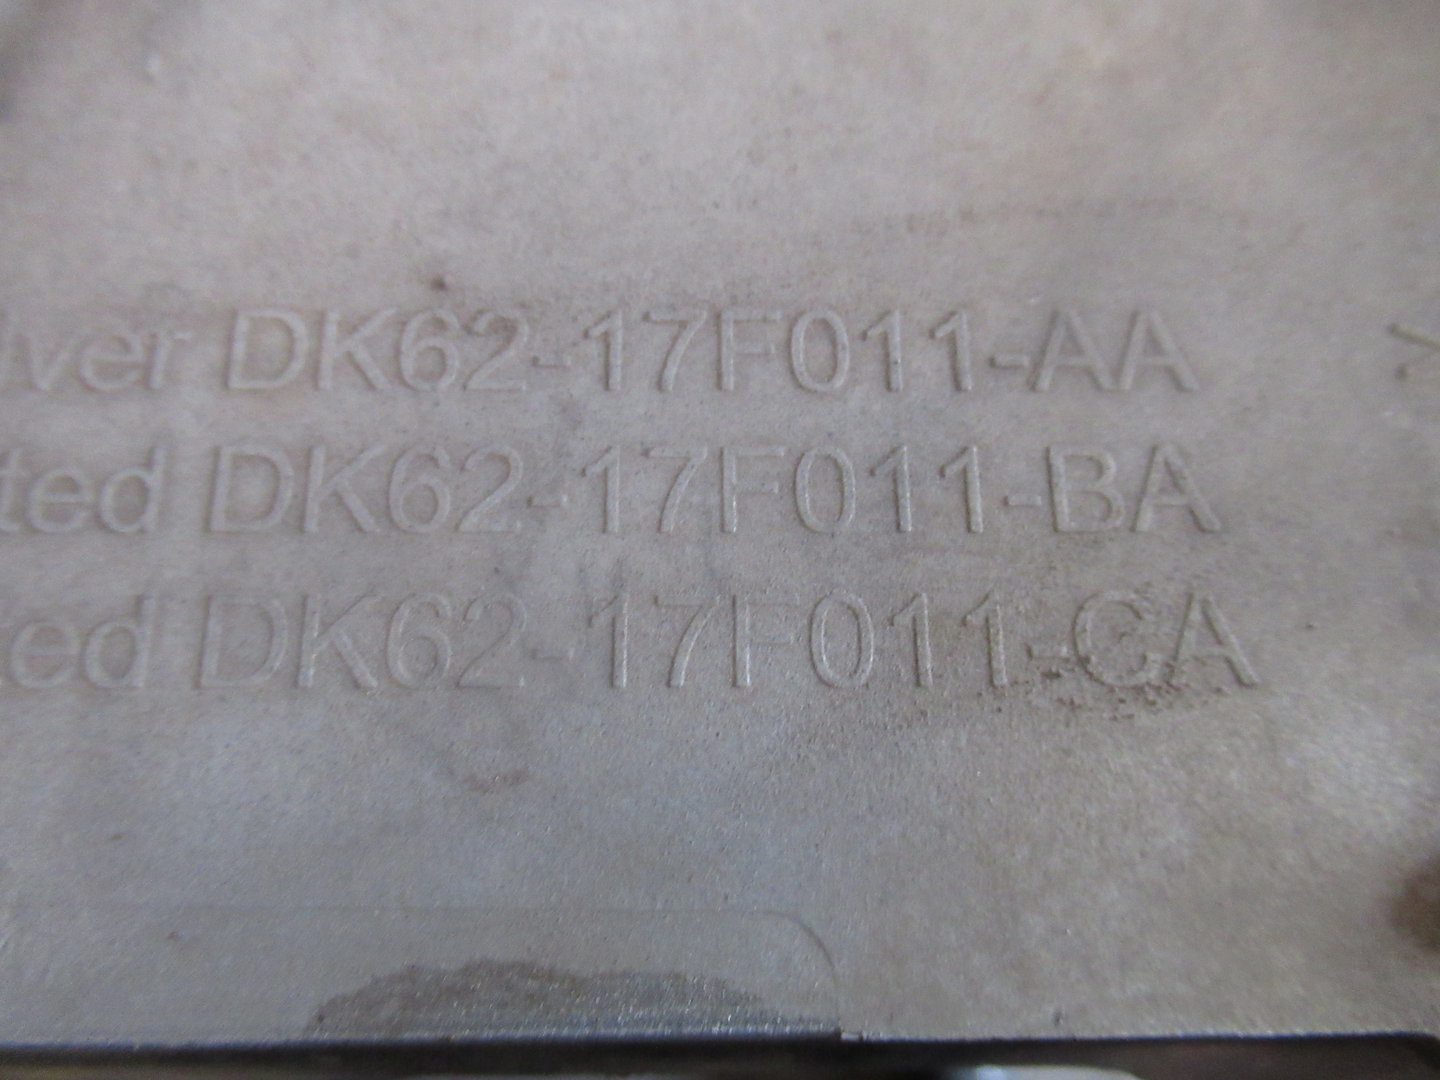 lver DK62-17F011-AA >
ted DK62-17F011-BA
ted DK62-17F011-CA